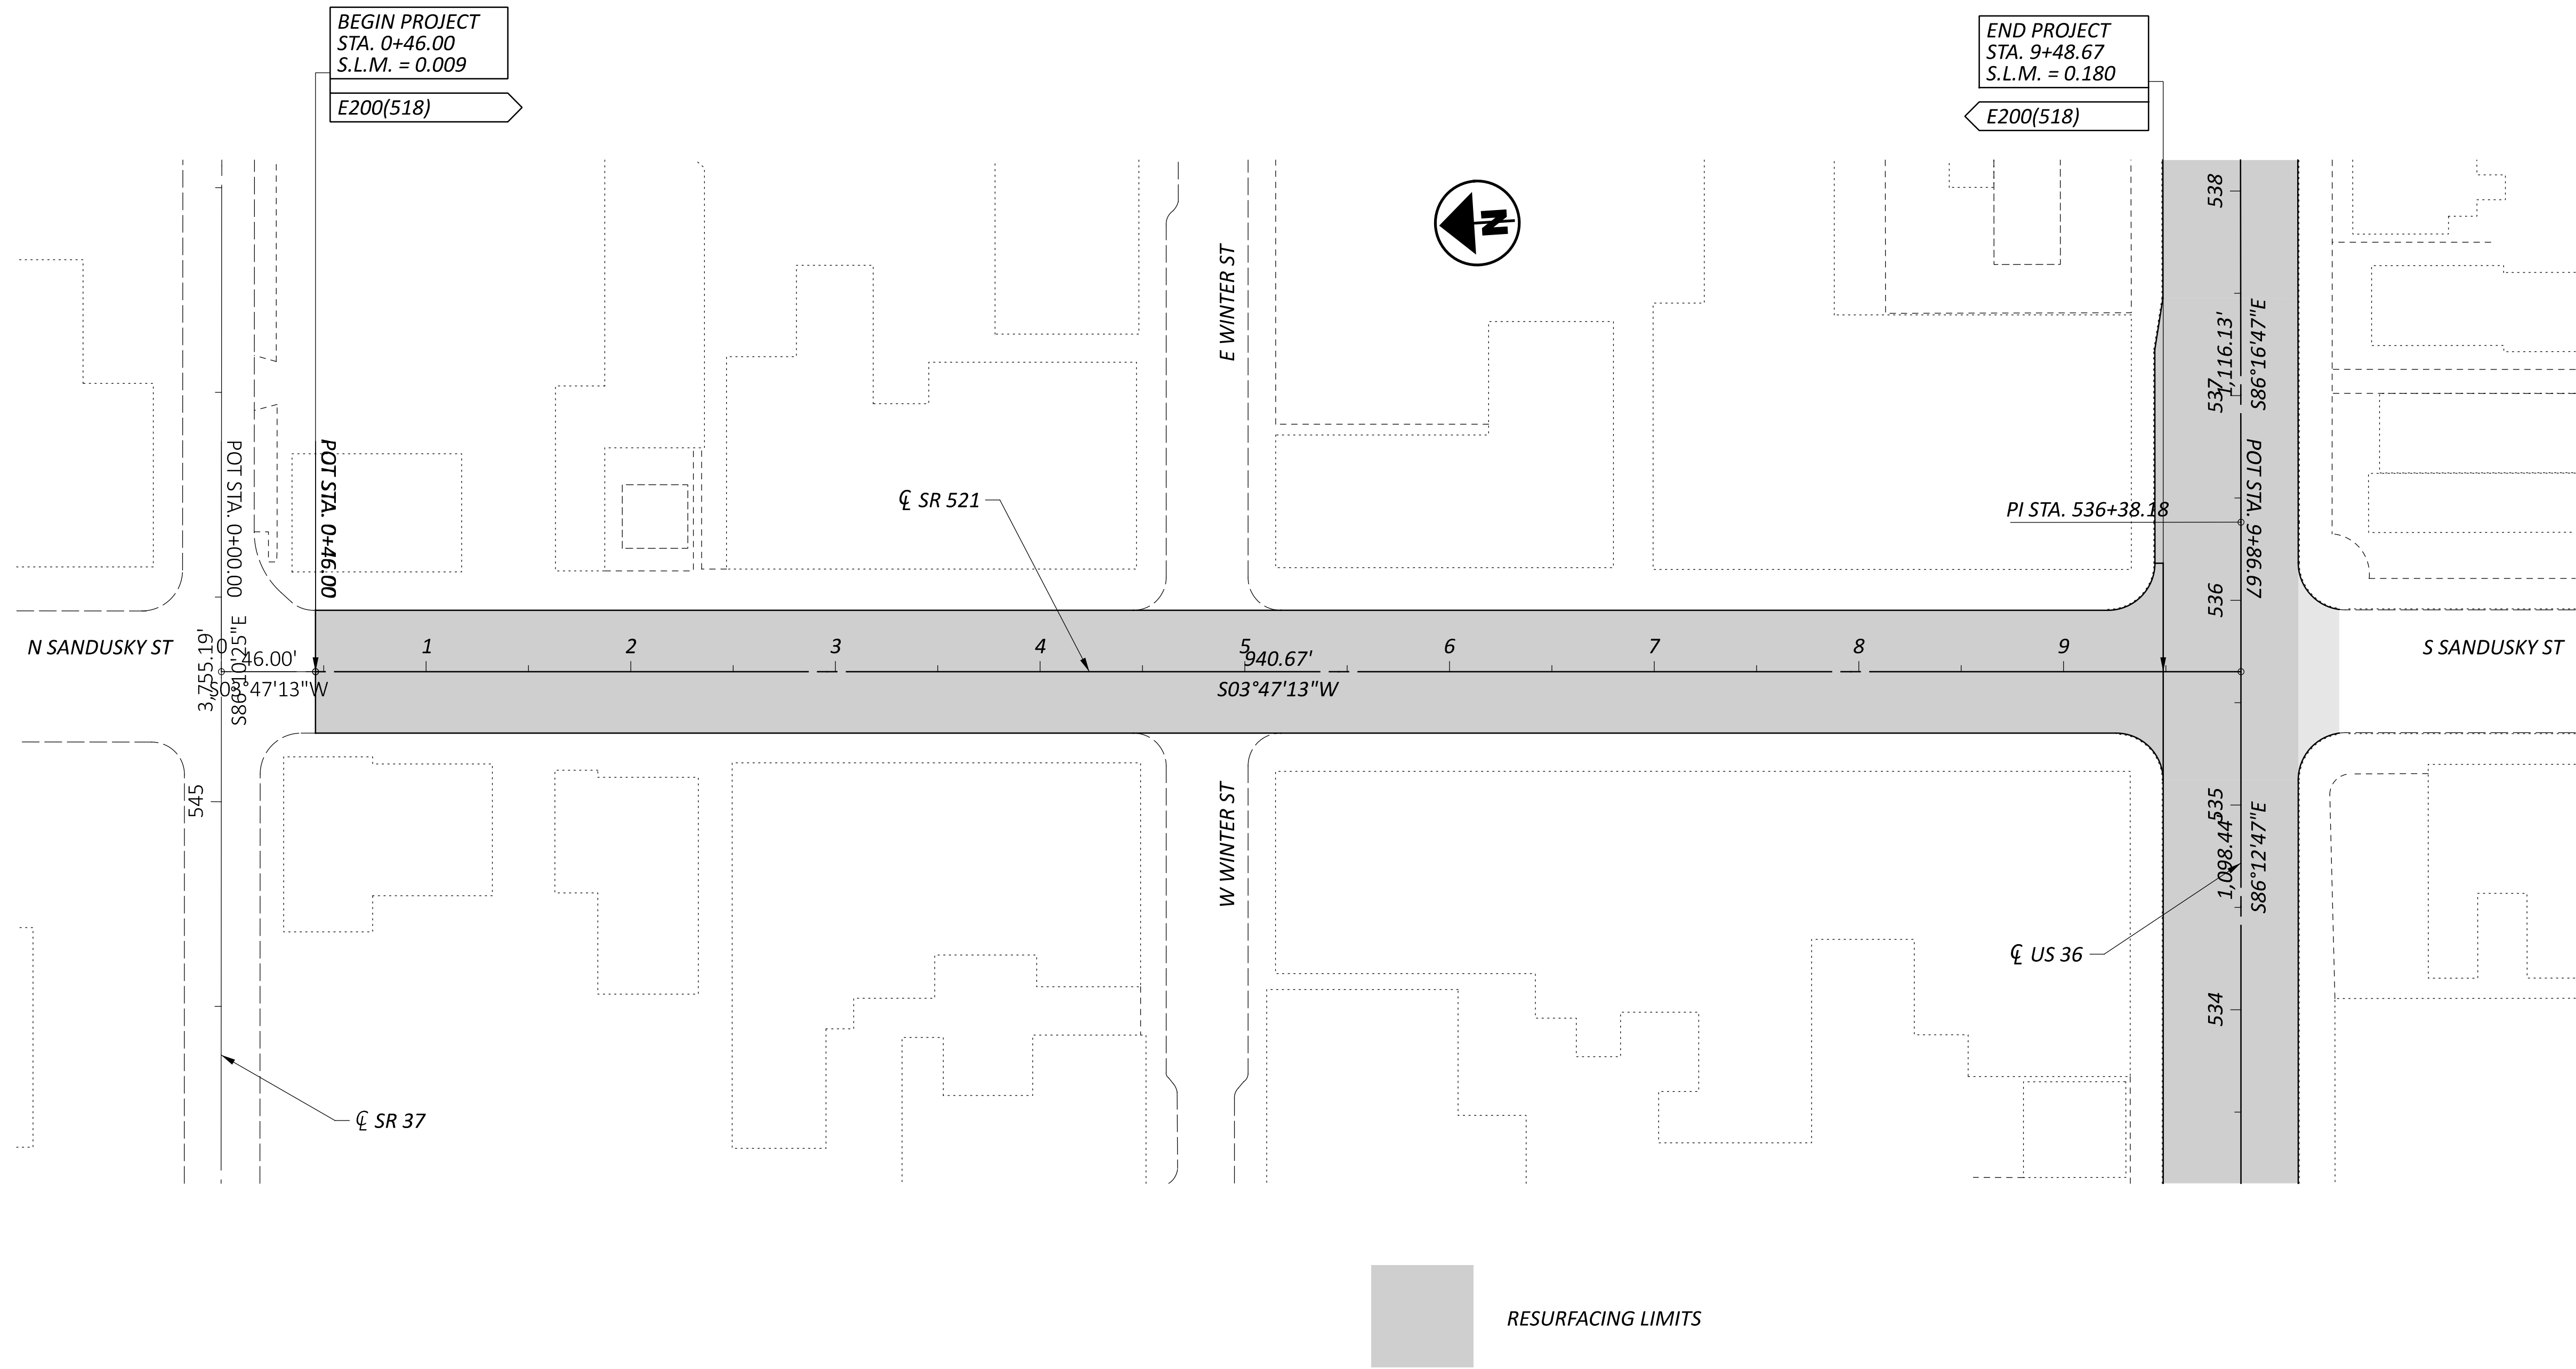 BEGIN PROJECT
STA. 0+46.00
S.L.M. = 0.009
E200(518)
END PROJECT
STA. 9+48.67
S.L.M. = 0.180
E200(518)
N
538
E WINTER ST
1,116.13'
S86°19'47"E
537
POT STA. 0+00.00
POT STA. 0+46.00
℄ SR 521
POT STA. 9+86.67
PI STA. 536+38.18
536
N SANDUSKY ST
3,755.19'
S86°10'25"E
0
46.00'
S03°47'13"W
1
2
3
4
5
6
7
8
9
940.67'
S03°47'13"W
S SANDUSKY ST
545
W WINTER ST
535
1,098.44'
S86°12'47"E
℄ US 36
534
℄ SR 37
RESURFACING LIMITS